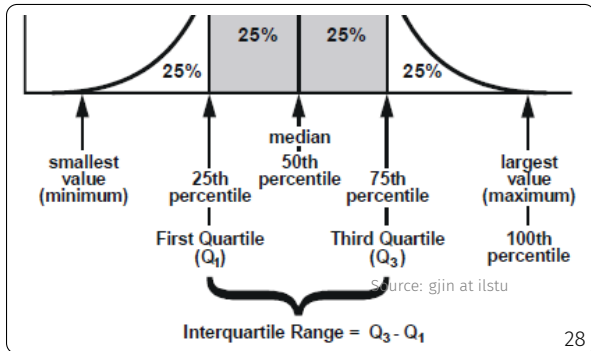 25%
25%
25%
25%
smallest
value
(minimum)
25th
percentile
First Quartile
(Q1)
median
50th
percentile
75th
percentile
Third Quartile
(Q3)
largest
value
(maximum)
100th
percentile
Source: gjin at ilstu
Interquartile Range = Q3 - Q1
28